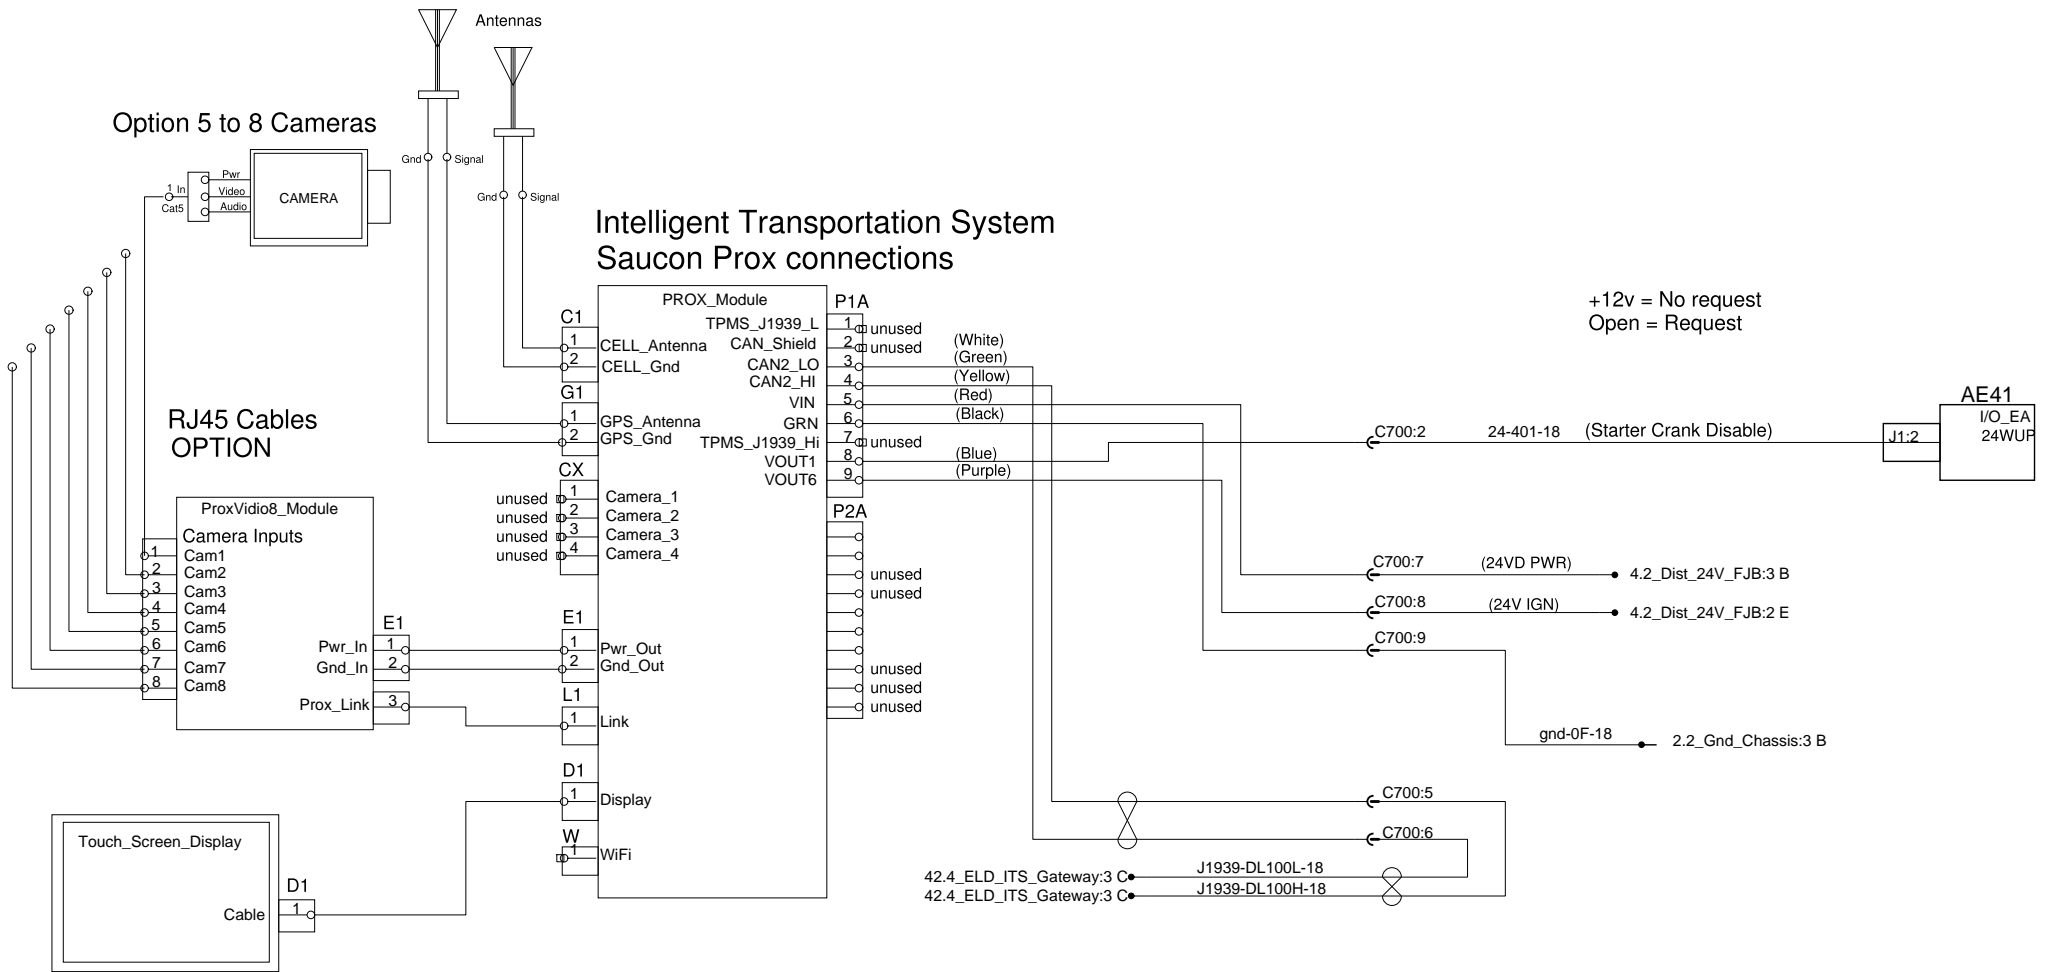 Antennas
Option 5 to 8 Cameras
Gnd
Signal
Pwr
1 In
Video
Cat5
Audio
CAMERA
Gnd
Signal
Intelligent Transportation System
Saucon Prox connections
+12v = No request
Open = Request
PROX_Module
P1A
C1
1 CELL_Antenna
2 CELL_Gnd
G1
1 GPS_Antenna
2 GPS_Gnd
CX
unused 1 Camera_1
unused 2 Camera_2
unused 3 Camera_3
unused 4 Camera_4
E1
1 Pwr_Out
2 Gnd_Out
L1
1 Link
D1
1 Display
W
1 WiFi
TPMS_J1939_L 1 unused
CAN_Shield 2 unused
(White)
CAN2_LO 3 (Green)
CAN2_HI 4 (Yellow)
VIN 5 (Red)
GRN 6 (Black)
TPMS_J1939_Hi 7 unused
VOUT1 8 (Blue)
VOUT6 9 (Purple)
P2A
unused
unused
unused
unused
unused
C700:2 24-401-18 (Starter Crank Disable)
AE41
I/O_EA
J1:2 24WUP
C700:7 (24VD PWR) 4.2_Dist_24V_FJB:3 B
C700:8 (24V IGN) 4.2_Dist_24V_FJB:2 E
C700:9
gnd-0F-18 2.2_Gnd_Chassis:3 B
C700:5
C700:6
42.4_ELD_ITS_Gateway:3 C J1939-DL100L-18
42.4_ELD_ITS_Gateway:3 C J1939-DL100H-18
RJ45 Cables
OPTION
ProxVidio8_Module
Camera Inputs
1 Cam1
2 Cam2
3 Cam3
4 Cam4
5 Cam5
6 Cam6
7 Cam7
8 Cam8
E1
Pwr_In 1
Gnd_In 2
Prox_Link 3
Touch_Screen_Display
D1
Cable 1